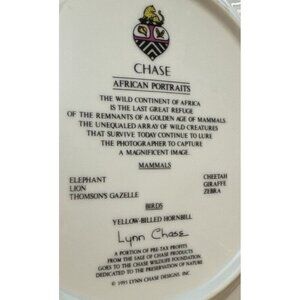 CHASE
AFRICAN PORTRAITS
THE WILD CONTINENT OF AFRICA
IS THE LAST GREAT REFUGE
OF THE REMNANTS OF A GOLDEN AGE OF MAMMALS.
THE UNEQUALED ARRAY OF WILD CREATURES
THAT SURVIVE TODAY CONTINUE TO LURE
THE PHOTOGRAPHER TO CAPTURE
A MAGNIFICENT IMAGE.
MAMMALS
ELEPHANT CHEETAH
LION GIRAFFE
THOMSON'S GAZELLE ZEBRA
BIRDS
YELLOW-BILLED HORNBILL
Lynn Chase
A PORTION OF PRE-TAX PROFITS
FROM THE SALE OF CHASE PRODUCTS
GOES TO THE CHASE WILDLIFE FOUNDATION
DEDICATED TO THE PRESERVATION OF NATURE
© 1991 LYNN CHASE DESIGNS, INC